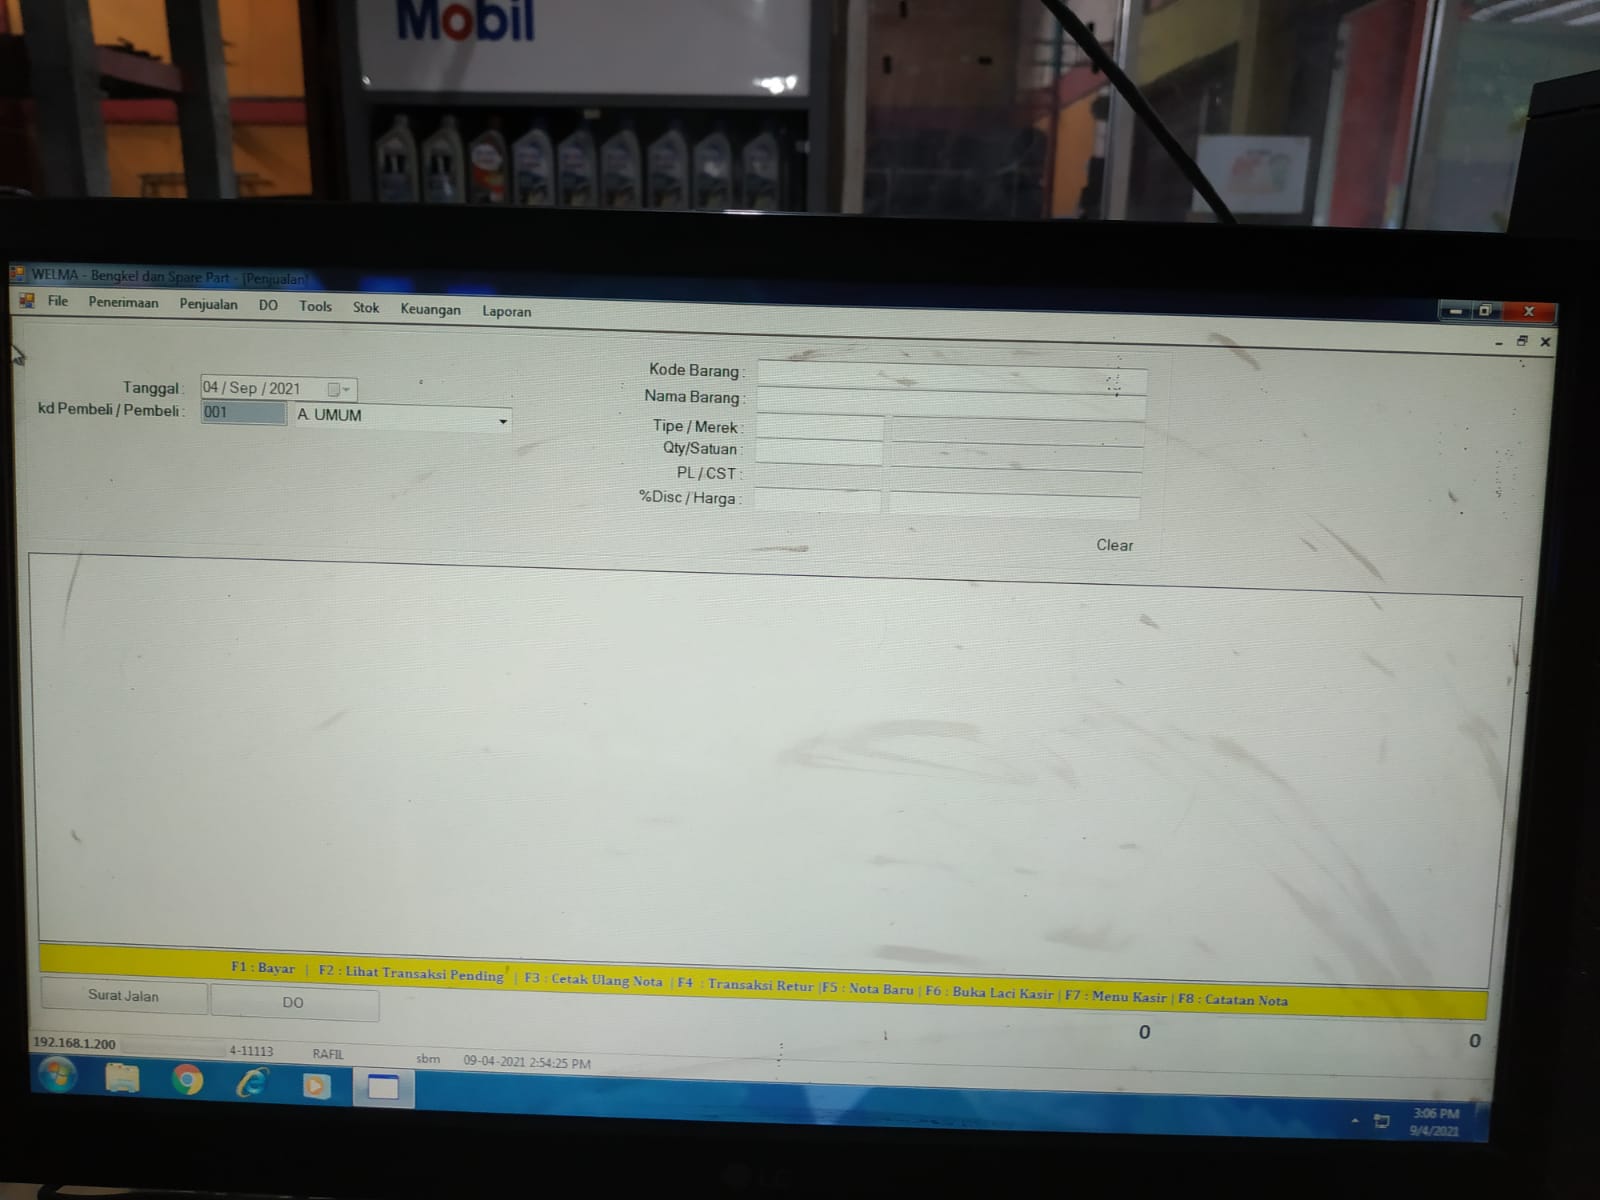 Mobil
WELMA - Bengkel dan Spare Part - [Penjualan]
File Penerimaan Penjualan DO Tools Stok Keuangan Laporan
Tanggal : 04 / Sep / 2021
kd Pembeli / Pembeli : 001 A. UMUM
Kode Barang :
Nama Barang :
Tipe / Merek :
Qty/Satuan :
PL / CST :
%Disc / Harga :
Clear
F1 : Bayar | F2 : Lihat Transaksi Pending | F3 : Cetak Ulang Nota | F4 : Transaksi Retur |F5 : Nota Baru | F6 : Buka Laci Kasir | F7 : Menu Kasir | F8 : Catatan Nota
Surat Jalan DO
0 0
192.168.1.200 4-11113 RAFIL sbm 09-04-2021 2:54:25 PM
3:06 PM
9/4/2021
LG